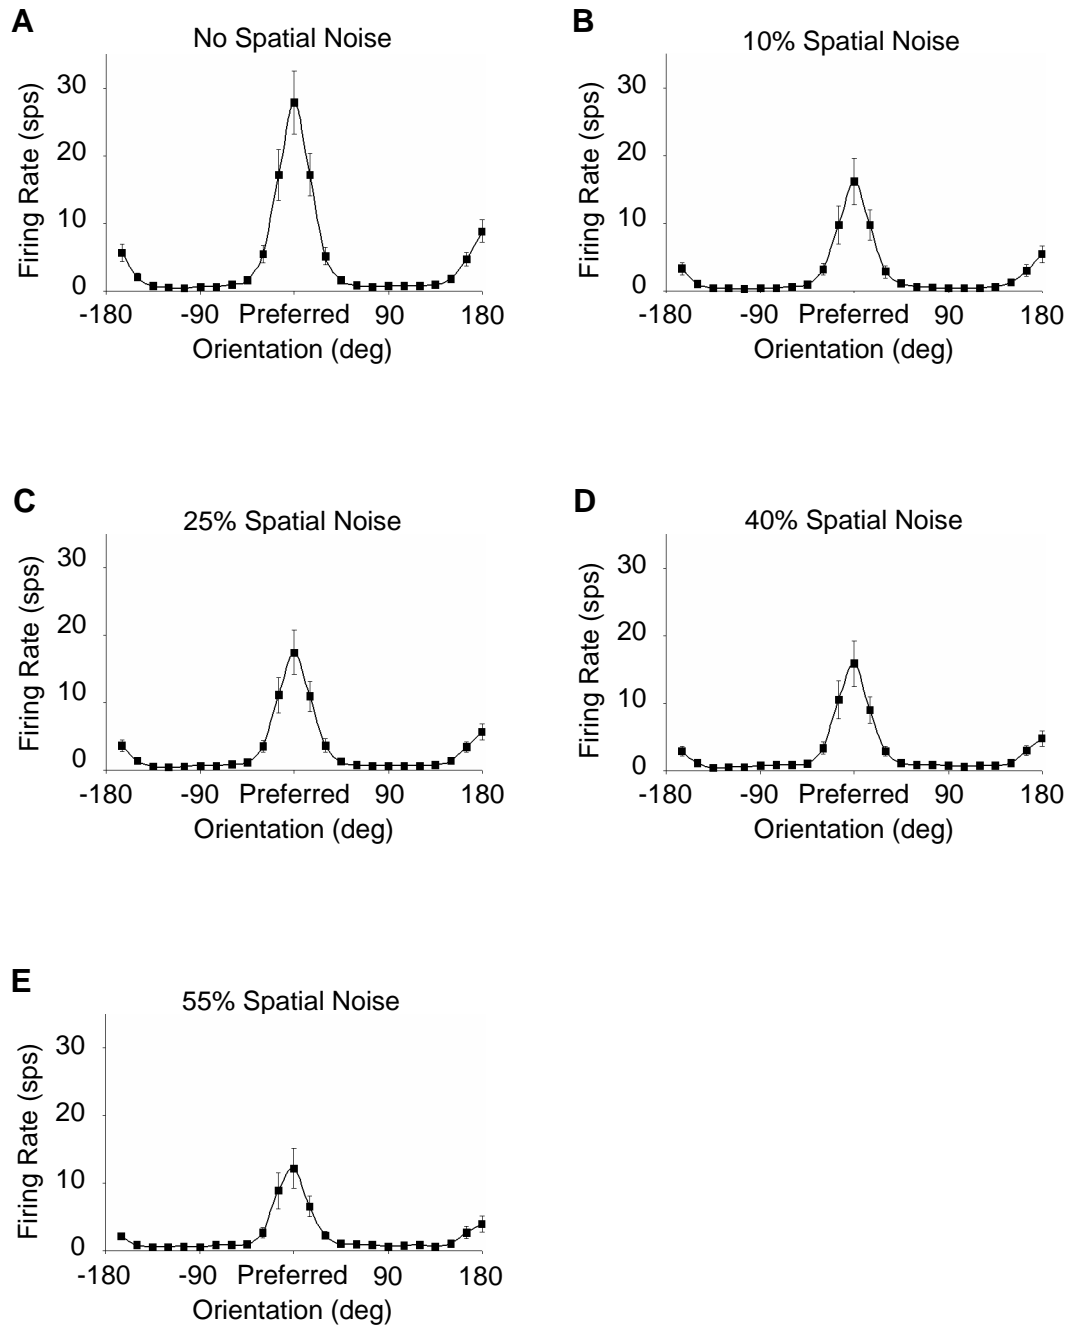 A
No Spatial Noise
Firing Rate (sps)
30
20
10
0
-180 -90 Preferred 90 180
Orientation (deg)
B
10% Spatial Noise
Firing Rate (sps)
30
20
10
0
-180 -90 Preferred 90 180
Orientation (deg)
C
25% Spatial Noise
Firing Rate (sps)
30
20
10
0
-180 -90 Preferred 90 180
Orientation (deg)
D
40% Spatial Noise
Firing Rate (sps)
30
20
10
0
-180 -90 Preferred 90 180
Orientation (deg)
E
55% Spatial Noise
Firing Rate (sps)
30
20
10
0
-180 -90 Preferred 90 180
Orientation (deg)